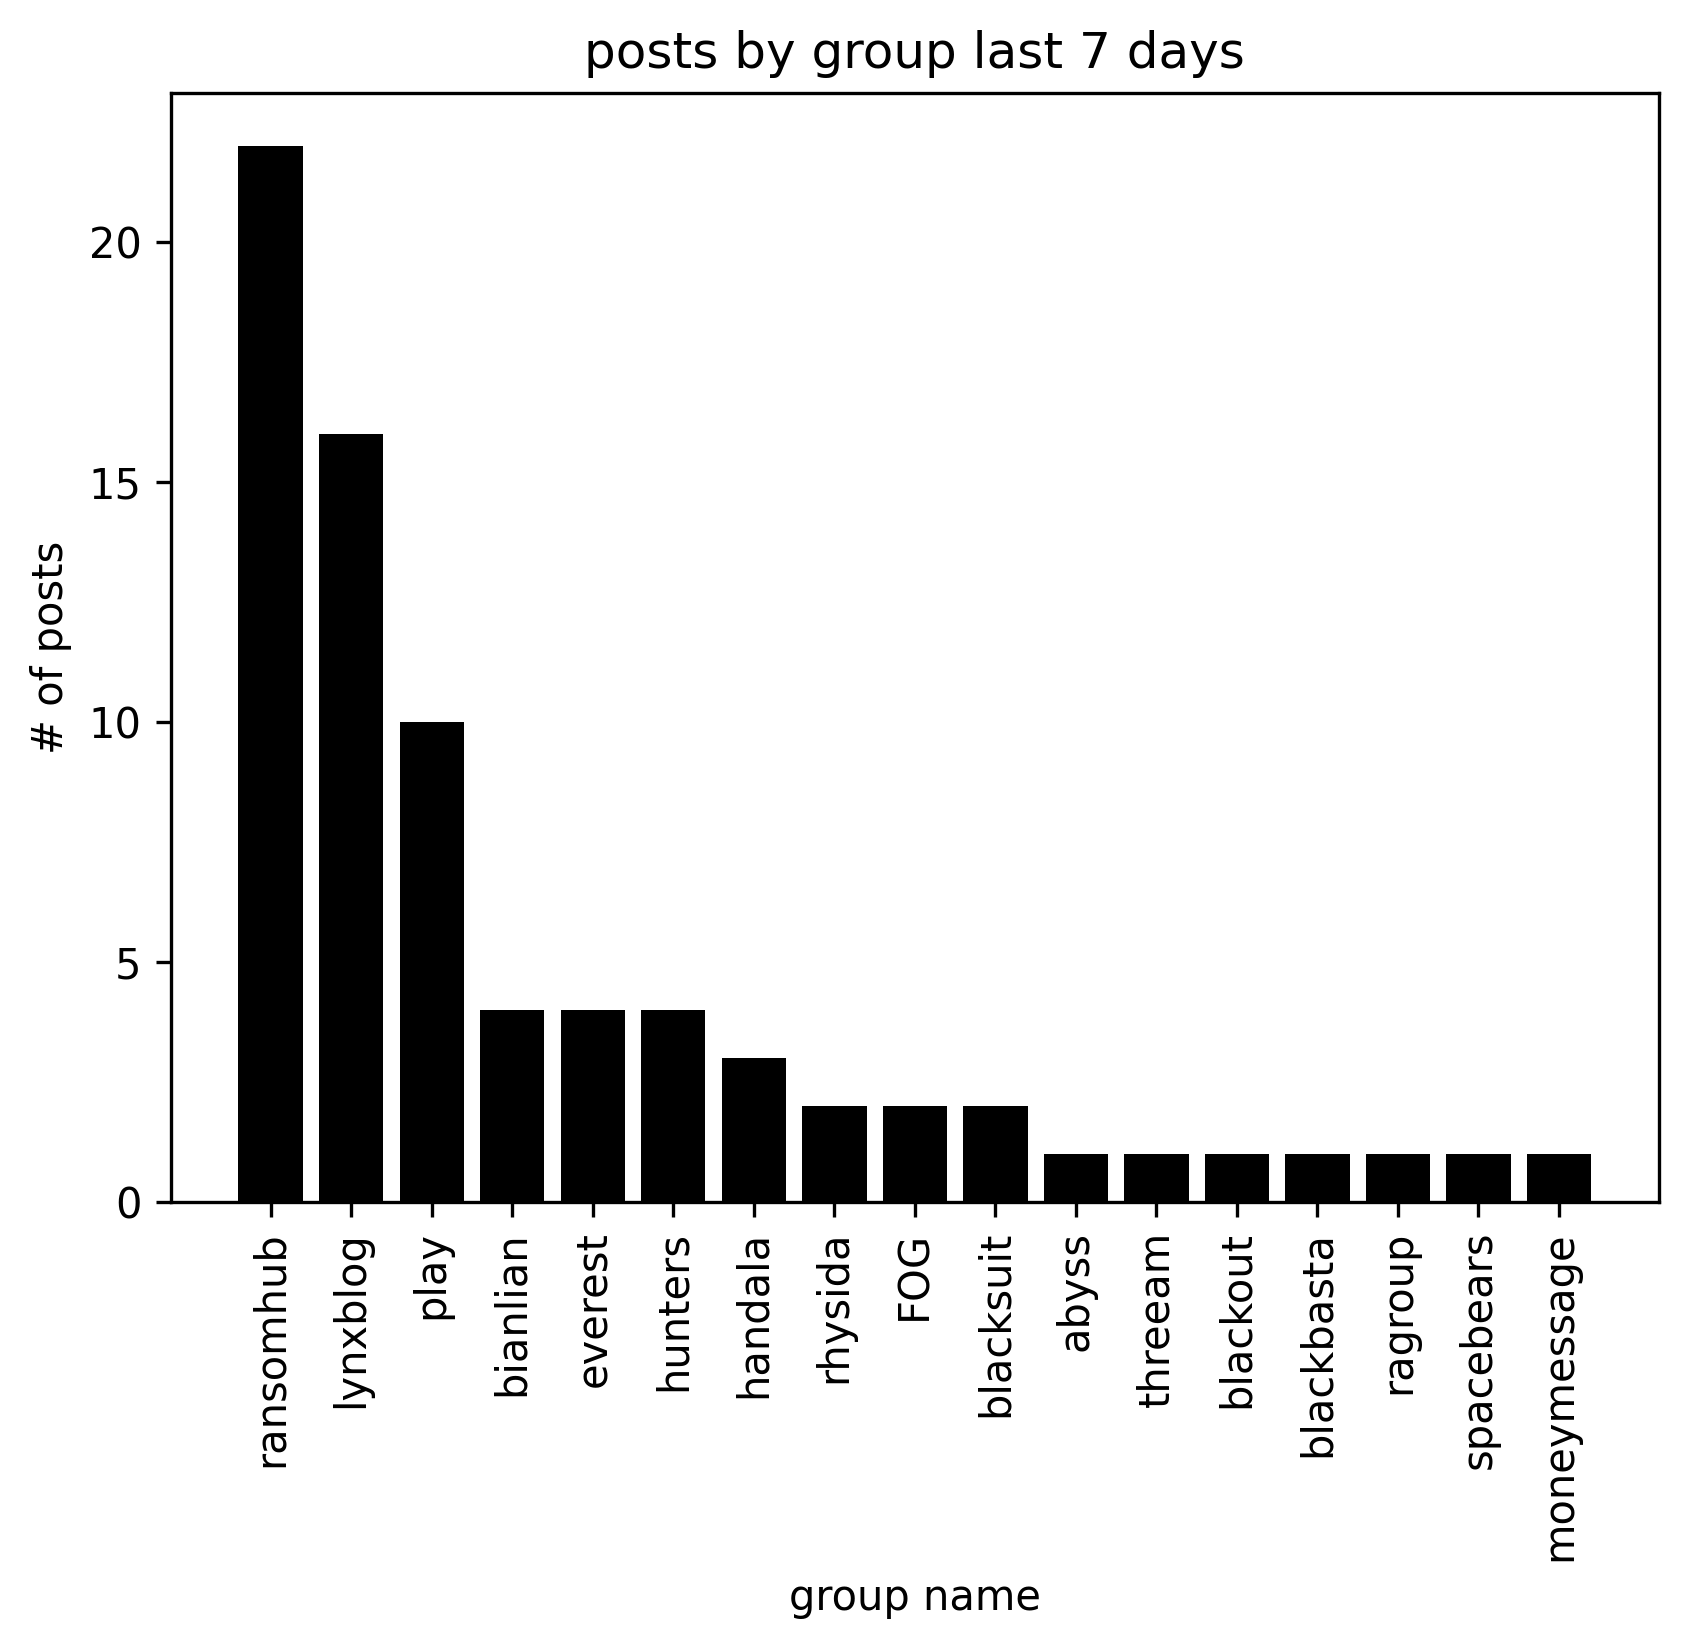 posts by group last 7 days
# of posts
20
15
10
5
0
ransomhub
lynxblog
play
bianlian
everest
hunters
handala
rhysida
FOG
blacksuit
abyss
threeam
blackout
blackbasta
ragroup
spacebears
moneymessage
group name